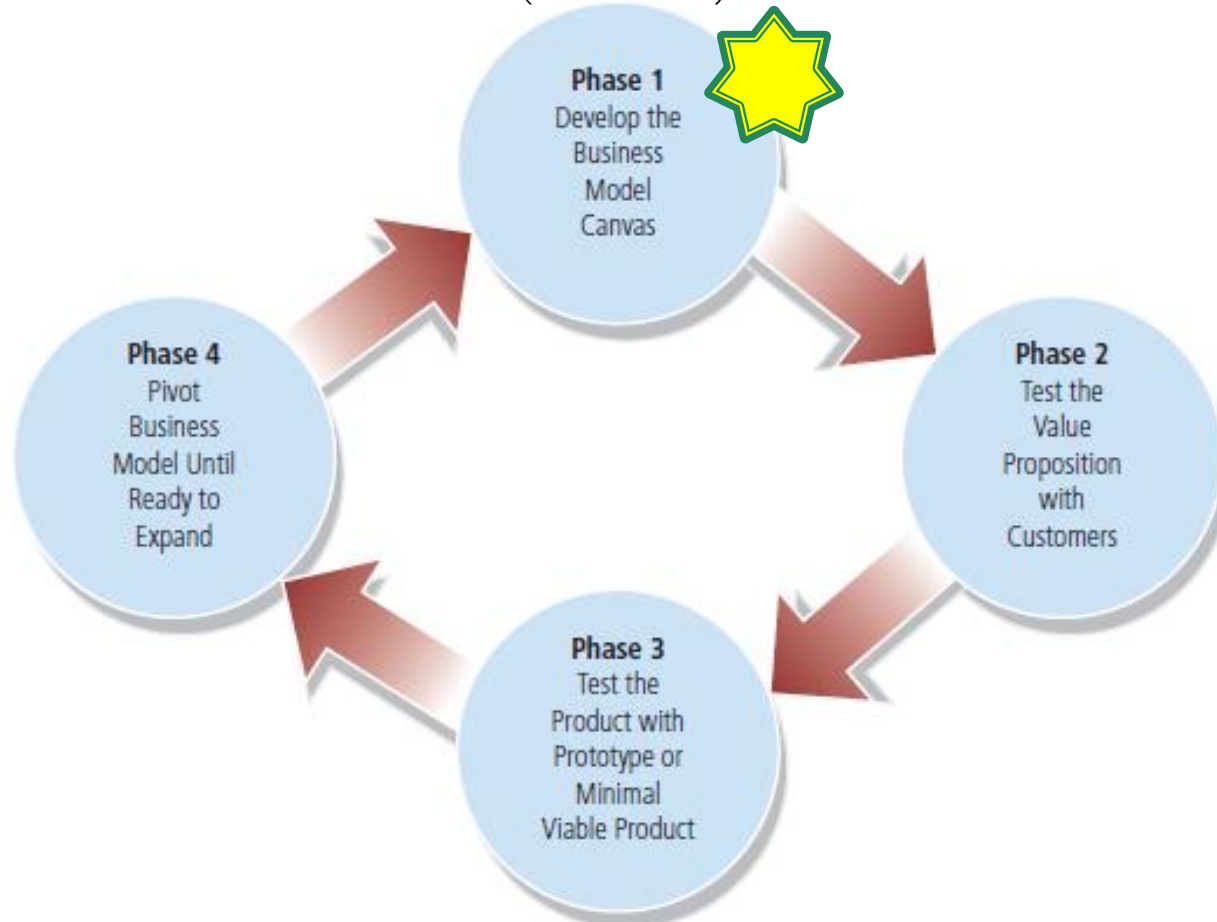 Phase 1
Develop the
Business
Model
Canvas
Phase 2
Test the
Value
Proposition
with
Customers
Phase 3
Test the
Product with
Prototype or
Minimal
Viable Product
Phase 4
Pivot
Business
Model Until
Ready to
Expand